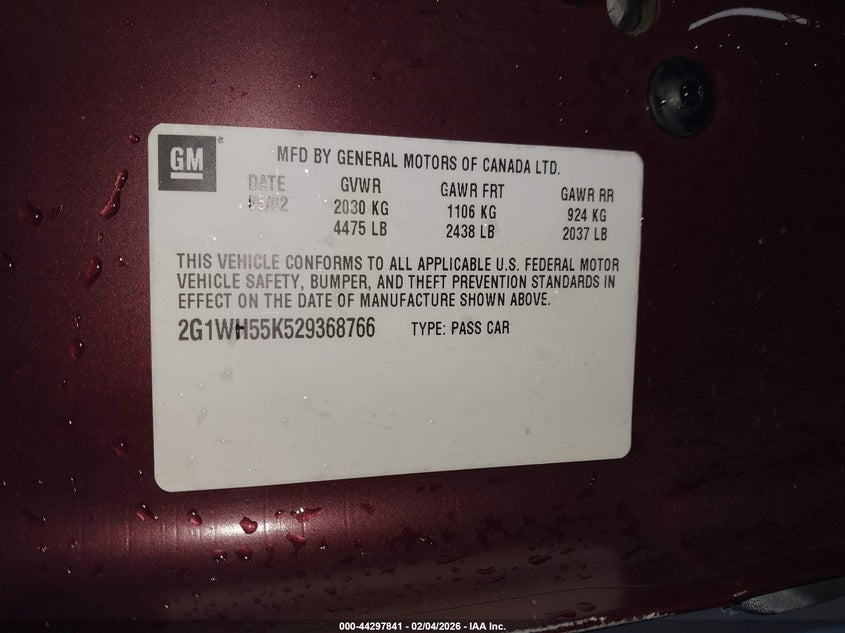 GM
MFD BY GENERAL MOTORS OF CANADA LTD.
DATE GVWR GAWR FRT GAWR RR
05/02 2030 KG 1106 KG 924 KG
4475 LB 2438 LB 2037 LB
THIS VEHICLE CONFORMS TO ALL APPLICABLE U.S. FEDERAL MOTOR
VEHICLE SAFETY, BUMPER, AND THEFT PREVENTION STANDARDS IN
EFFECT ON THE DATE OF MANUFACTURE SHOWN ABOVE.
2G1WH55K529368766 TYPE: PASS CAR
000-44297841 - 02/04/2026 - IAA Inc.